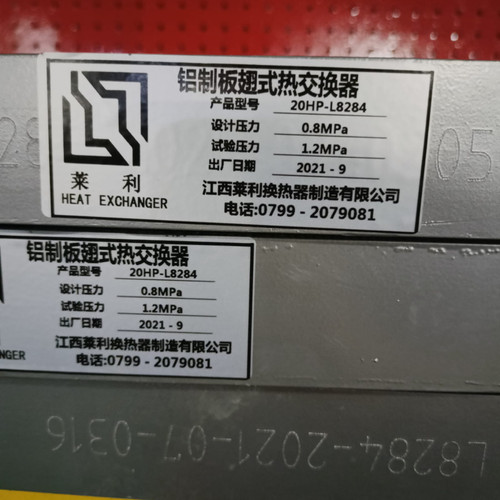 铝制板翅式热交换器
产品型号 20HP-L8284
设计压力 0.8MPa
试验压力 1.2MPa
出厂日期 2021 - 9
莱利
HEAT EXCHANGER
江西莱利换热器制造有限公司
电话:0799 - 2079081
28
05
铝制板翅式热交换器
产品型号 20HP-L8284
设计压力 0.8MPa
试验压力 1.2MPa
出厂日期 2021 - 9
ANGER
江西莱利换热器制造有限公司
电话:0799 - 2079081
L8284-2021-07-0316